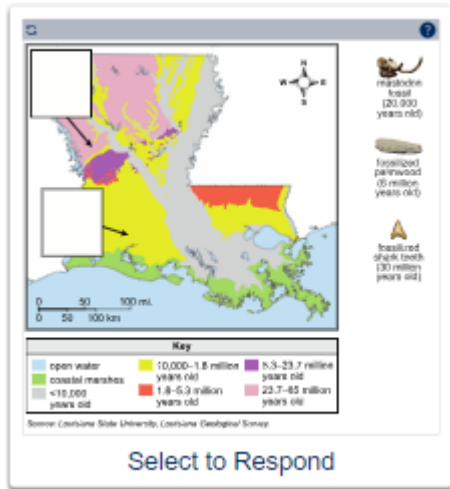 ?
N
W
E
S
mastodon
fossil
(20,000
years old)
fossilized
palmwood
(6 million
years old)
fossilized
shark teeth
(30 million
years old)
0 50 100 mi.
0 50 100 km
Key
open water
coastal marshes
<10,000
years old
10,000–1.8 million
years old
1.8–5.3 million
years old
5.3–23.7 million
years old
23.7–65 million
years old
Source: Louisiana State University, Louisiana Geological Survey.
Select to Respond